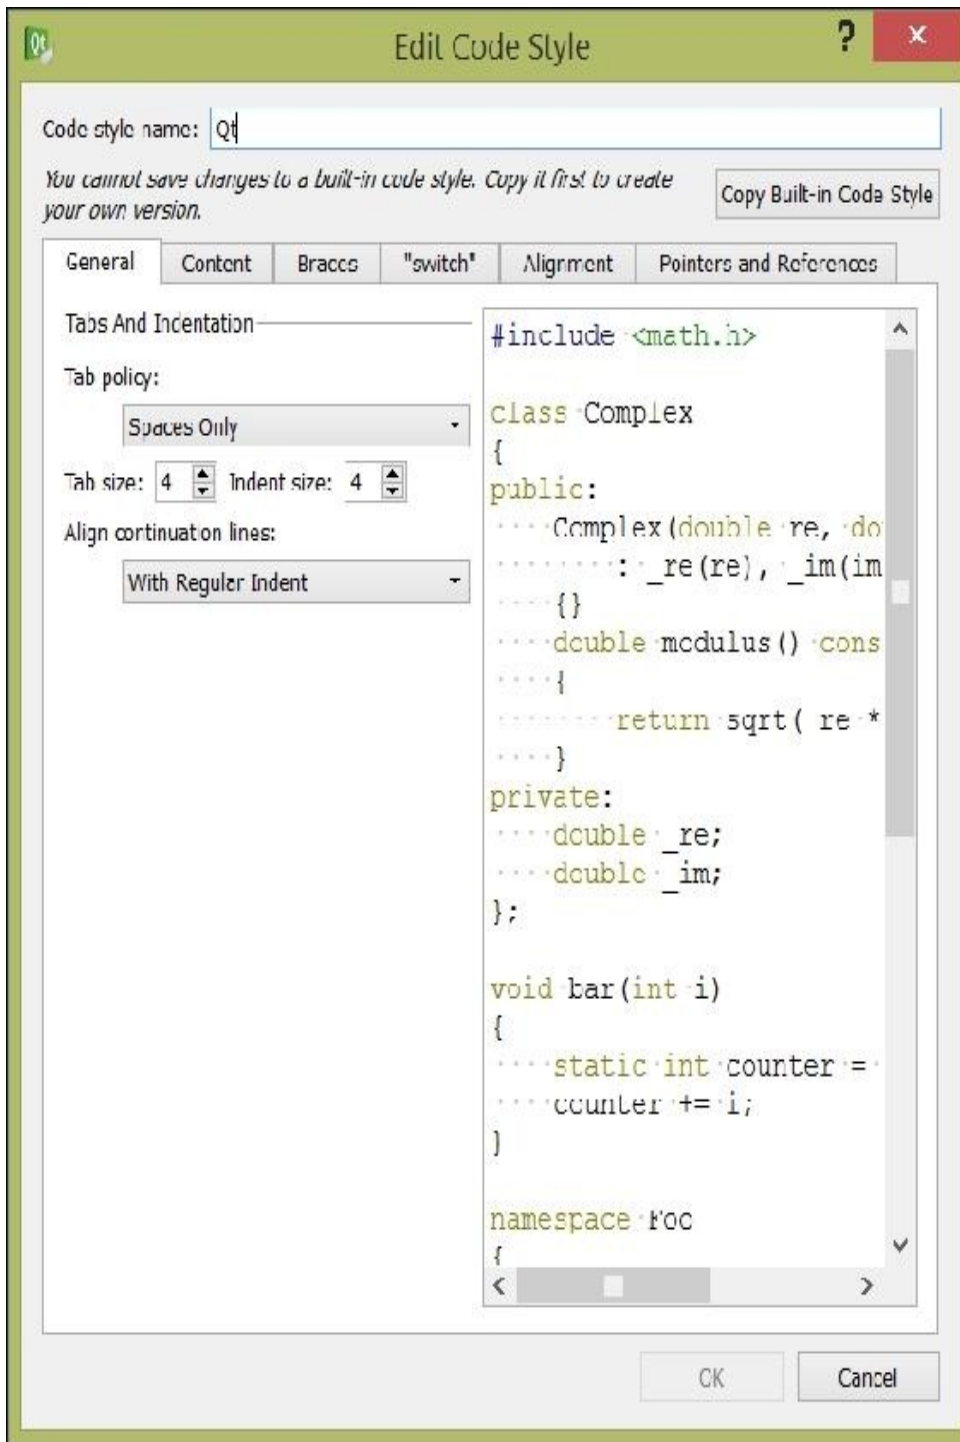 Qt
Edit Code Style
?
x
Code style name: Qt
You cannot save changes to a built-in code style. Copy it first to create
your own version.
Copy Built-in Code Style
General Content Braces "switch" Alignment Pointers and References
Tabs And Indentation
Tab policy:
Spaces Only
Tab size: 4 Indent size: 4
Align continuation lines:
With Regular Indent
#include <math.h>
class Complex
{
public:
    Complex(double re, do
        : _re(re), _im(im
    {}
    double modulus() cons
    {
        return sqrt(_re *
    }
private:
    double _re;
    double _im;
};
void bar(int i)
{
    static int counter =
    counter += i;
}
namespace Foo
{
OK Cancel